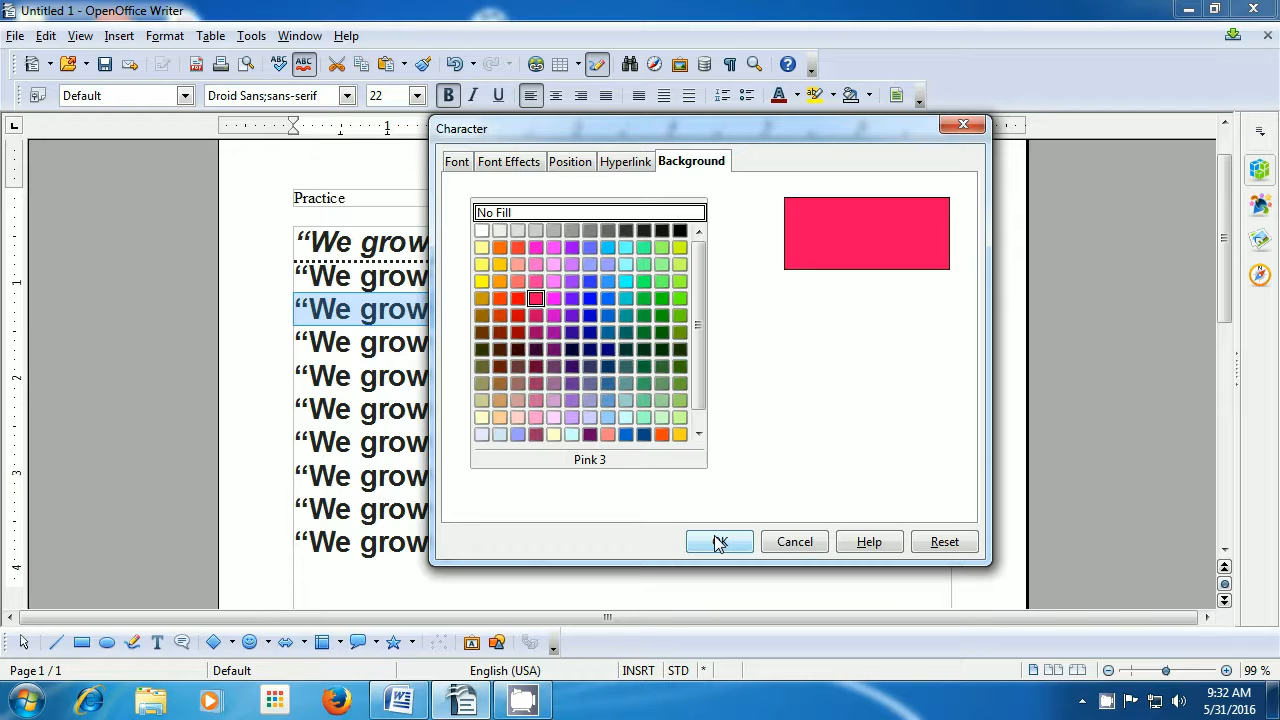 Untitled 1 - OpenOffice Writer
File Edit View Insert Format Table Tools Window Help
Default Droid Sans;sans-serif 22
Character
Font Font Effects Position Hyperlink Background
No Fill
Practice
“We grow
“We grow
“We grow
“We grow
“We grow
“We grow
“We grow
“We grow
“We grow
“We grow
Pink 3
OK Cancel Help Reset
Page 1 / 1 Default English (USA) INSRT STD * 99 %
9:32 AM
5/31/2016